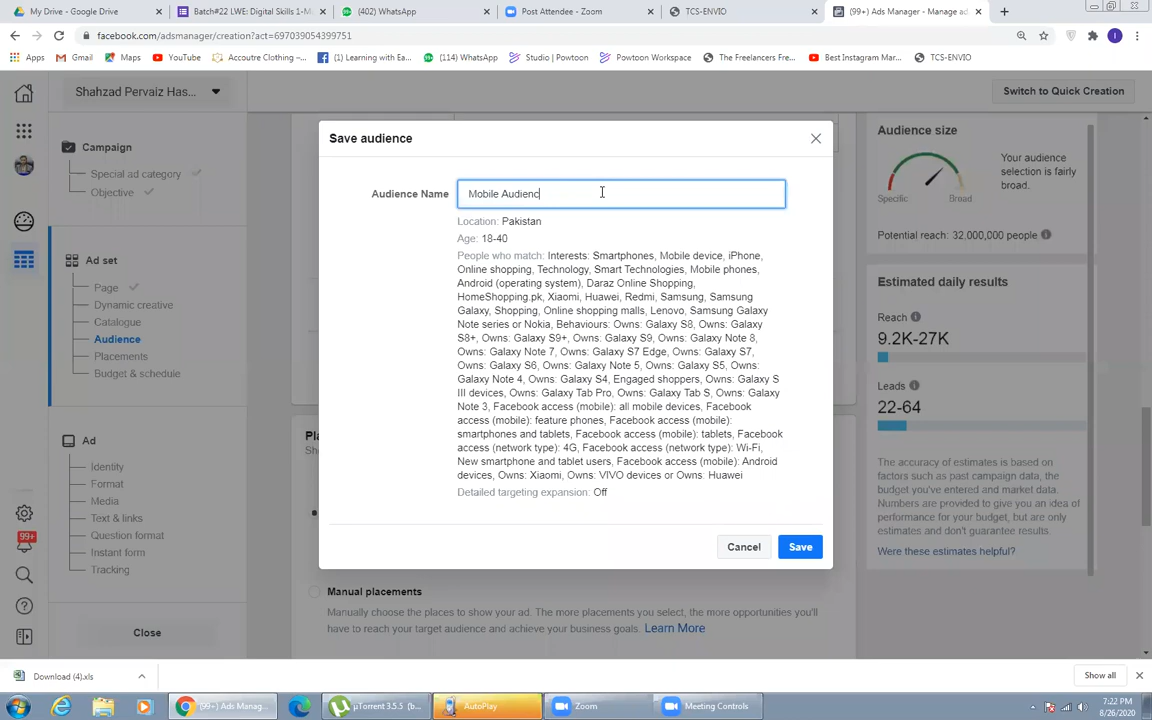 My Drive - Google Drive
Batch#22 LWE: Digital Skills 1-M
(402) WhatsApp
Post Attendee - Zoom
TCS-ENVIO
(99+) Ads Manager - Manage ad
facebook.com/adsmanager/creation?act=697039054399751
Apps
Gmail
Maps
YouTube
Accoutre Clothing –...
(1) Learning with Ea...
(114) WhatsApp
Studio | Powtoon
Powtoon Workspace
The Freelancers Fre...
Best Instagram Mar...
TCS-ENVIO
Shahzad Pervaiz Has...
Switch to Quick Creation
Campaign
Special ad category
Objective
Ad set
Page
Dynamic creative
Catalogue
Audience
Placements
Budget & schedule
Ad
Identity
Format
Media
Text & links
Question format
Instant form
Tracking
99+
Close
Save audience
Audience Name
Mobile Audienc
Location: Pakistan
Age: 18-40
People who match: Interests: Smartphones, Mobile device, iPhone,
Online shopping, Technology, Smart Technologies, Mobile phones,
Android (operating system), Daraz Online Shopping,
HomeShopping.pk, Xiaomi, Huawei, Redmi, Samsung, Samsung
Galaxy, Shopping, Online shopping malls, Lenovo, Samsung Galaxy
Note series or Nokia, Behaviours: Owns: Galaxy S8, Owns: Galaxy
S8+, Owns: Galaxy S9+, Owns: Galaxy S9, Owns: Galaxy Note 8,
Owns: Galaxy Note 7, Owns: Galaxy S7 Edge, Owns: Galaxy S7,
Owns: Galaxy S6, Owns: Galaxy Note 5, Owns: Galaxy S5, Owns:
Galaxy Note 4, Owns: Galaxy S4, Engaged shoppers, Owns: Galaxy S
III devices, Owns: Galaxy Tab Pro, Owns: Galaxy Tab S, Owns: Galaxy
Note 3, Facebook access (mobile): all mobile devices, Facebook
access (mobile): feature phones, Facebook access (mobile):
smartphones and tablets, Facebook access (mobile): tablets, Facebook
access (network type): 4G, Facebook access (network type): Wi-Fi,
New smartphone and tablet users, Facebook access (mobile): Android
devices, Owns: Xiaomi, Owns: VIVO devices or Owns: Huawei
Detailed targeting expansion: Off
Cancel
Save
Manual placements
Manually choose the places to show your ad. The more placements you select, the more opportunities you'll
have to reach your target audience and achieve your business goals. Learn More
Audience size
Your audience
selection is fairly
broad.
Specific
Broad
Potential reach: 32,000,000 people
Estimated daily results
Reach
9.2K-27K
Leads
22-64
The accuracy of estimates is based on
factors such as past campaign data,
the budget you've entered and market data.
Numbers are provided to give you an idea of
performance for your budget, but are only
estimates and don't guarantee results.
Were these estimates helpful?
Download (4).xls
Show all
(99+) Ads Manag...
µTorrent 3.5.5 (b...
AutoPlay
Zoom
Meeting Controls
7:22 PM
8/26/2020